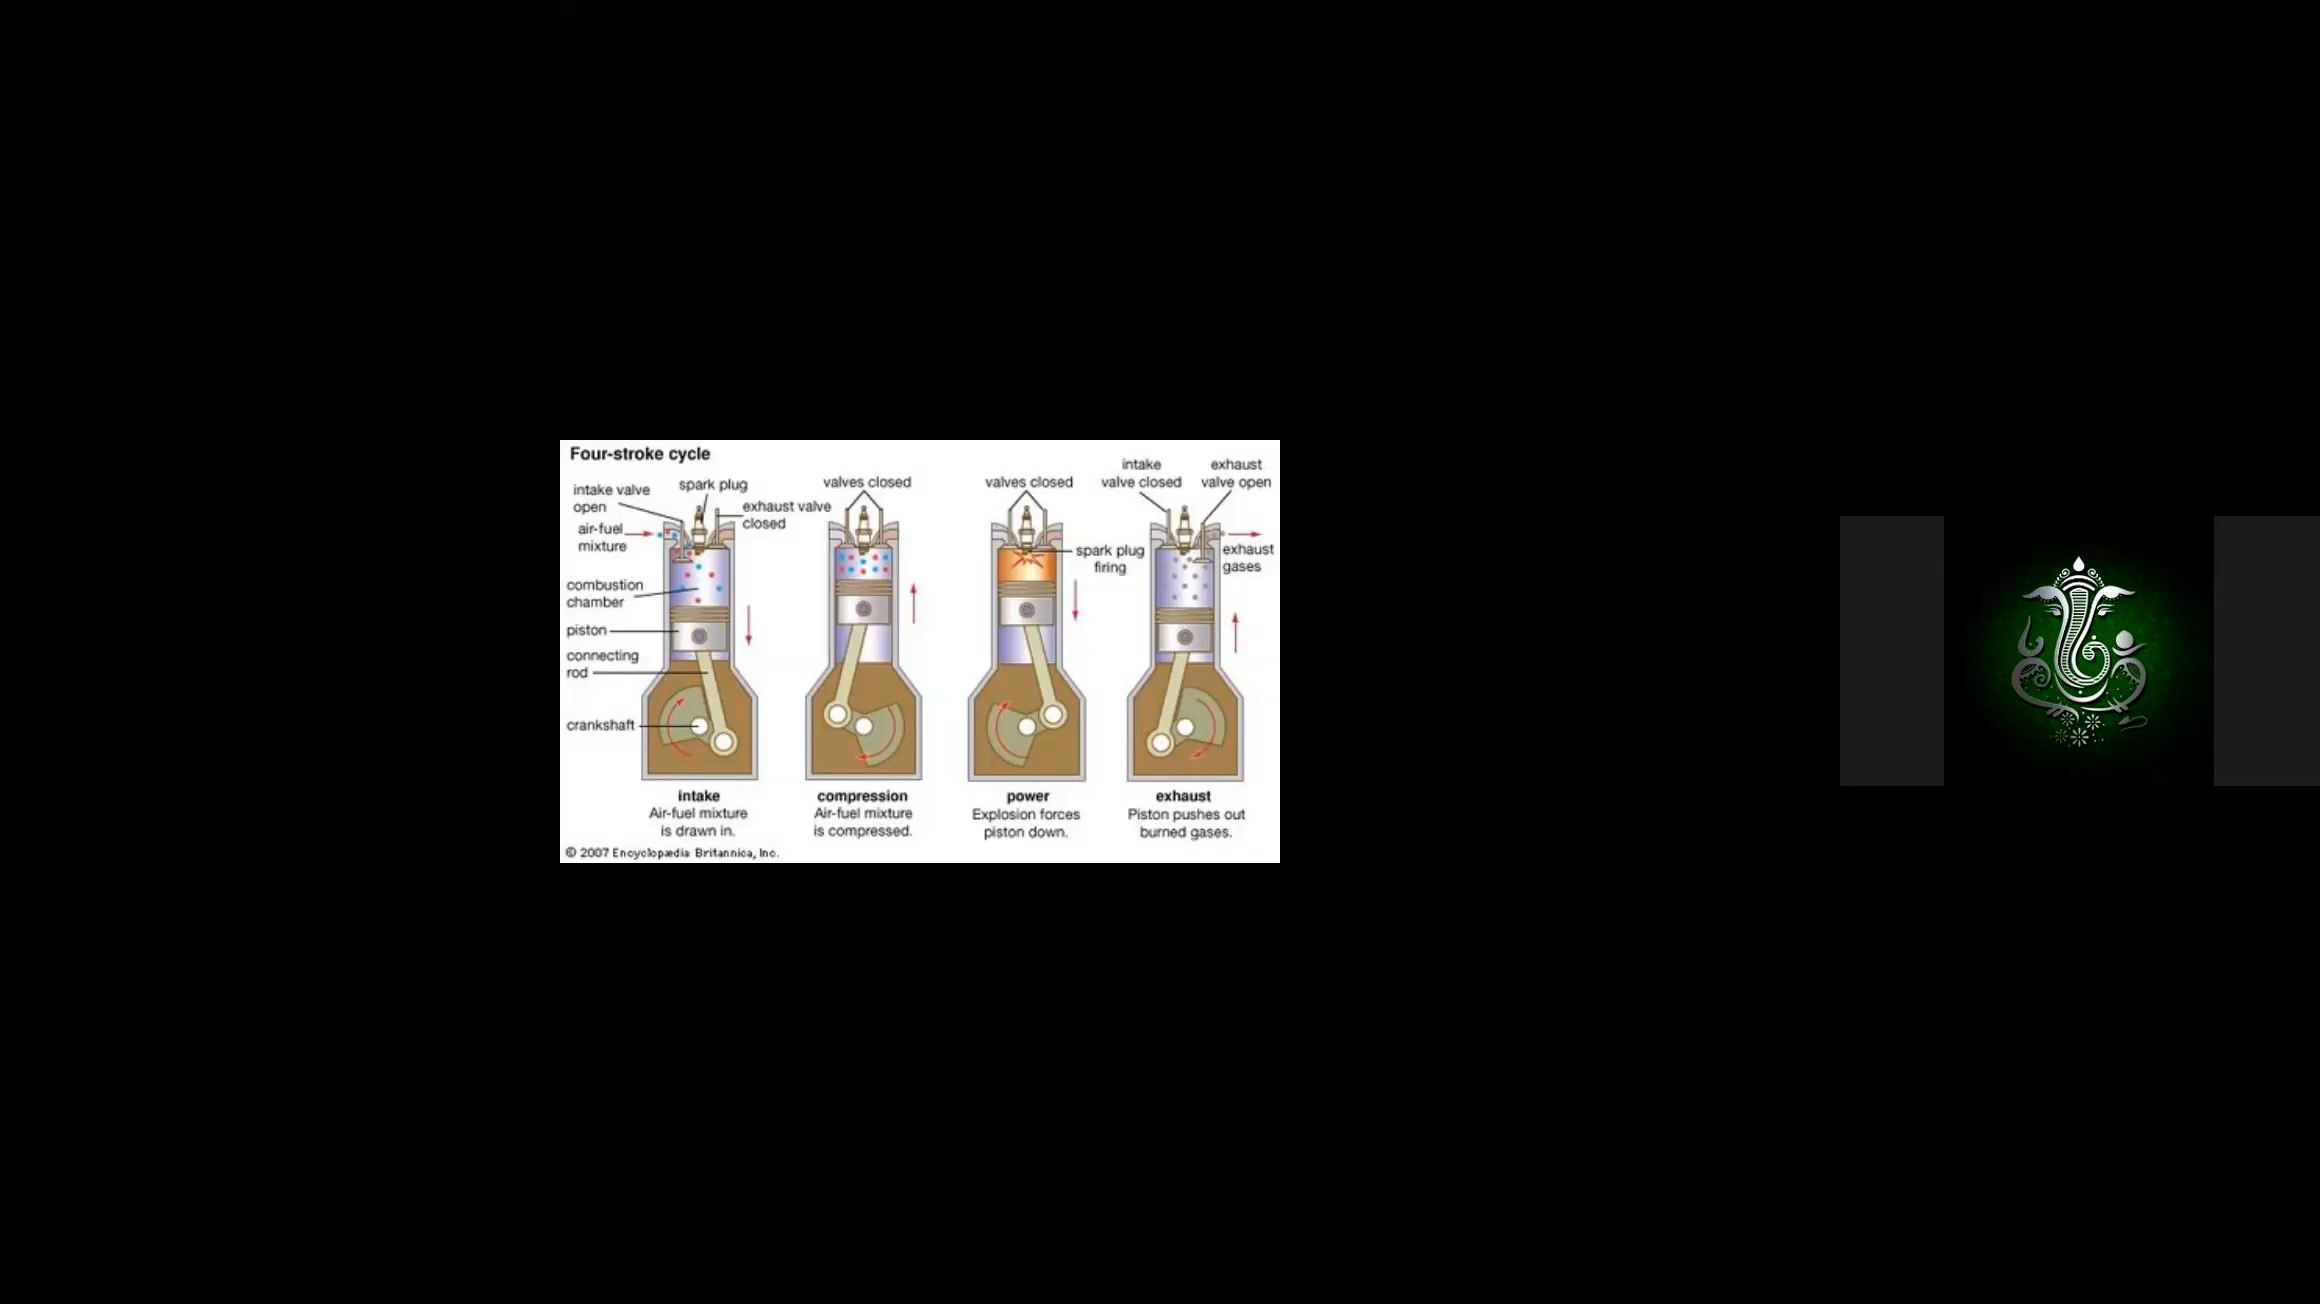 Four-stroke cycle
intake valve
open
spark plug
exhaust valve
closed
air-fuel
mixture
combustion
chamber
piston
connecting
rod
crankshaft
intake
Air-fuel mixture
is drawn in.
valves closed
compression
Air-fuel mixture
is compressed.
valves closed
spark plug
firing
power
Explosion forces
piston down.
intake
valve closed
exhaust
valve open
exhaust
gases
exhaust
Piston pushes out
burned gases.
© 2007 Encyclopædia Britannica, Inc.